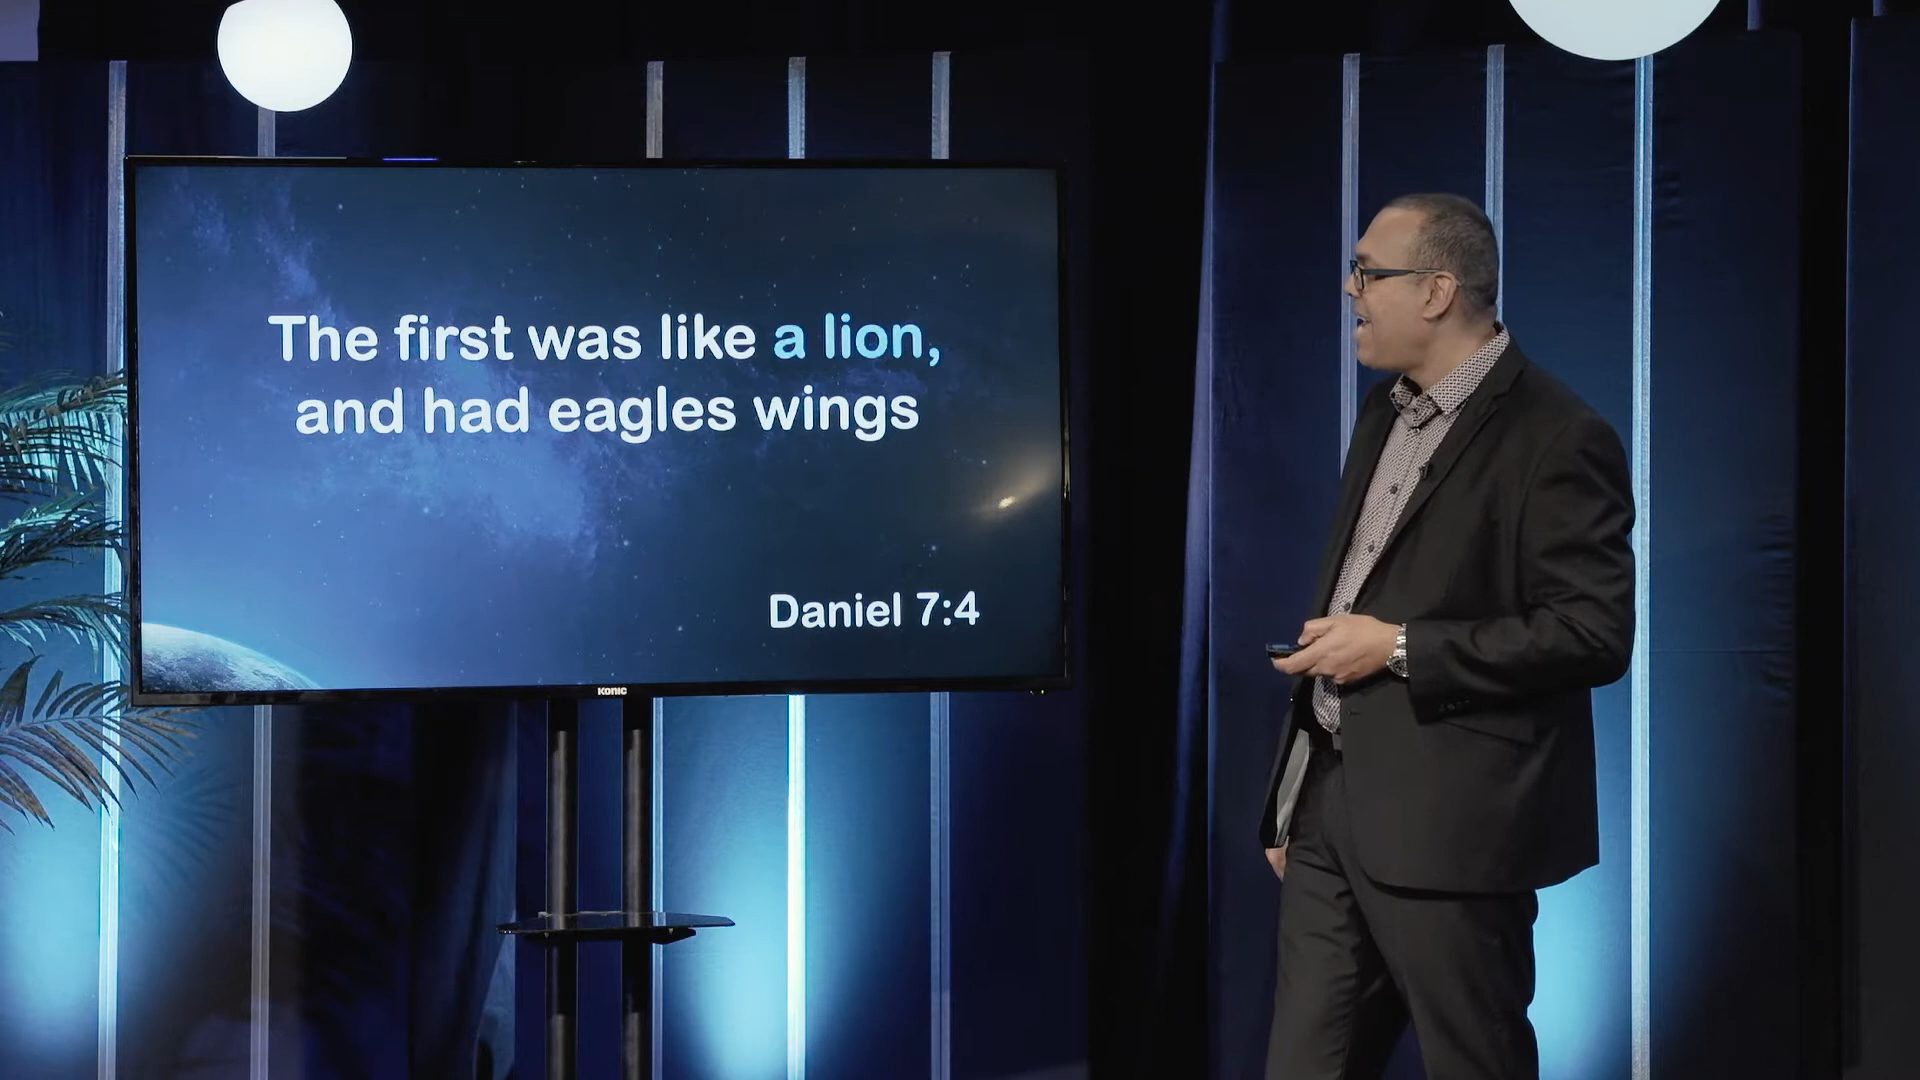 The first was like a lion,
and had eagles wings
Daniel 7:4
KONIC